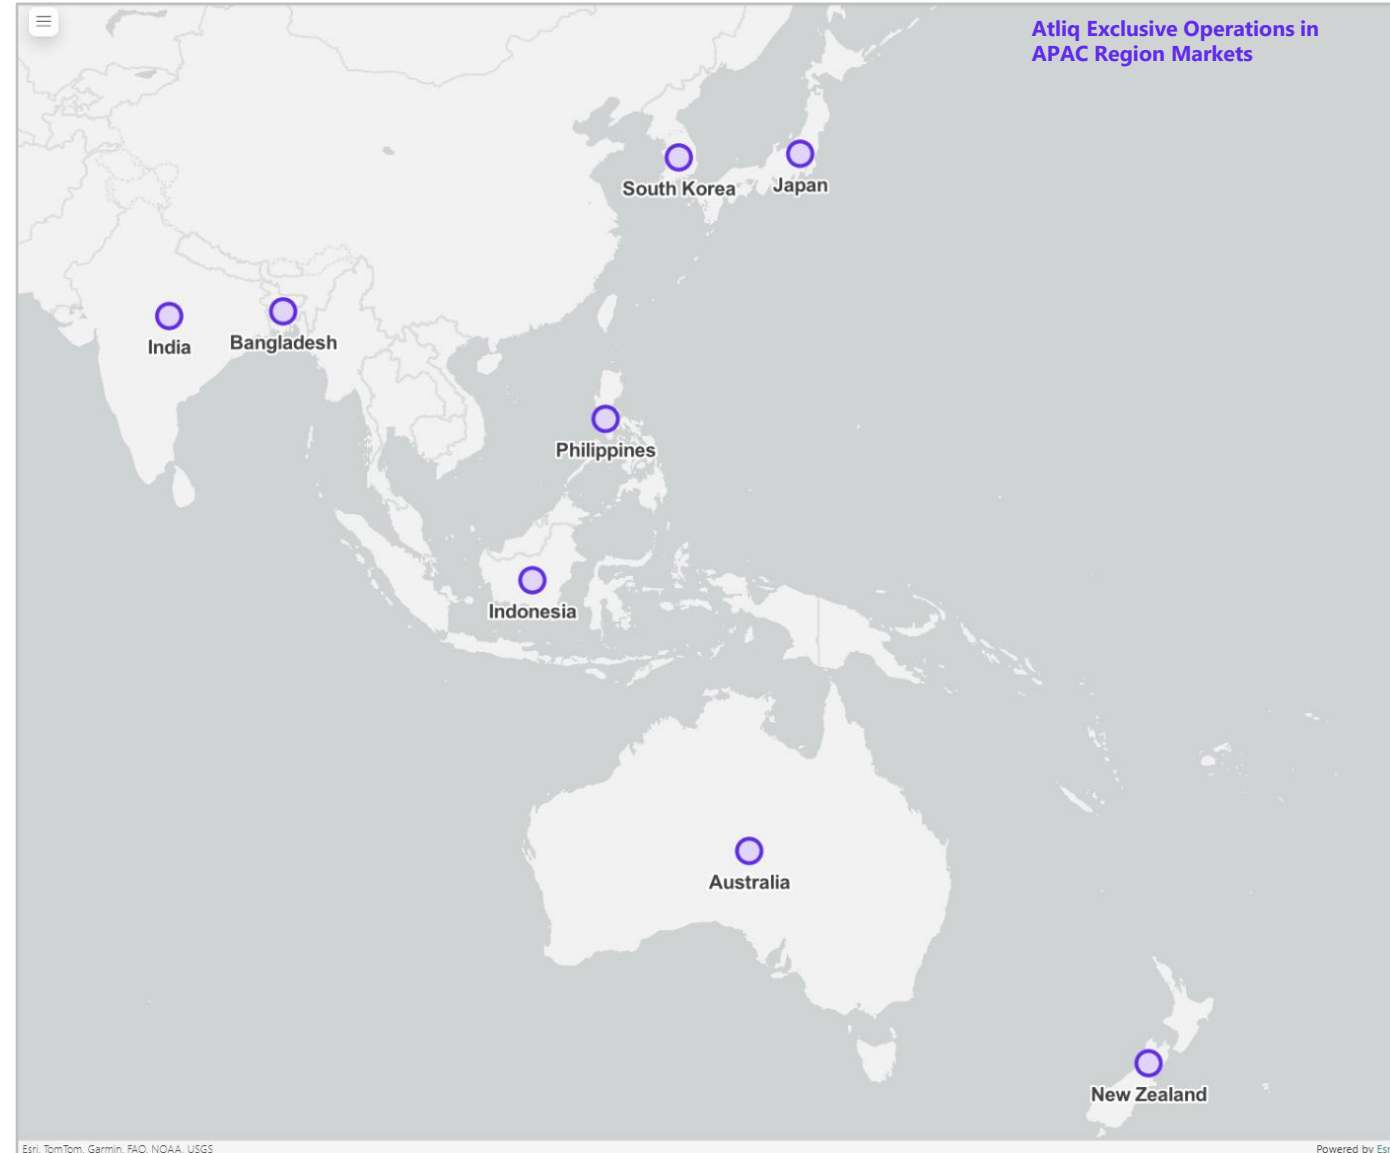 Atliq Exclusive Operations in
APAC Region Markets
South Korea
Japan
India
Bangladesh
Philippines
Indonesia
Australia
New Zealand
Esri, TomTom, Garmin, FAO, NOAA, USGS
Powered by Esr